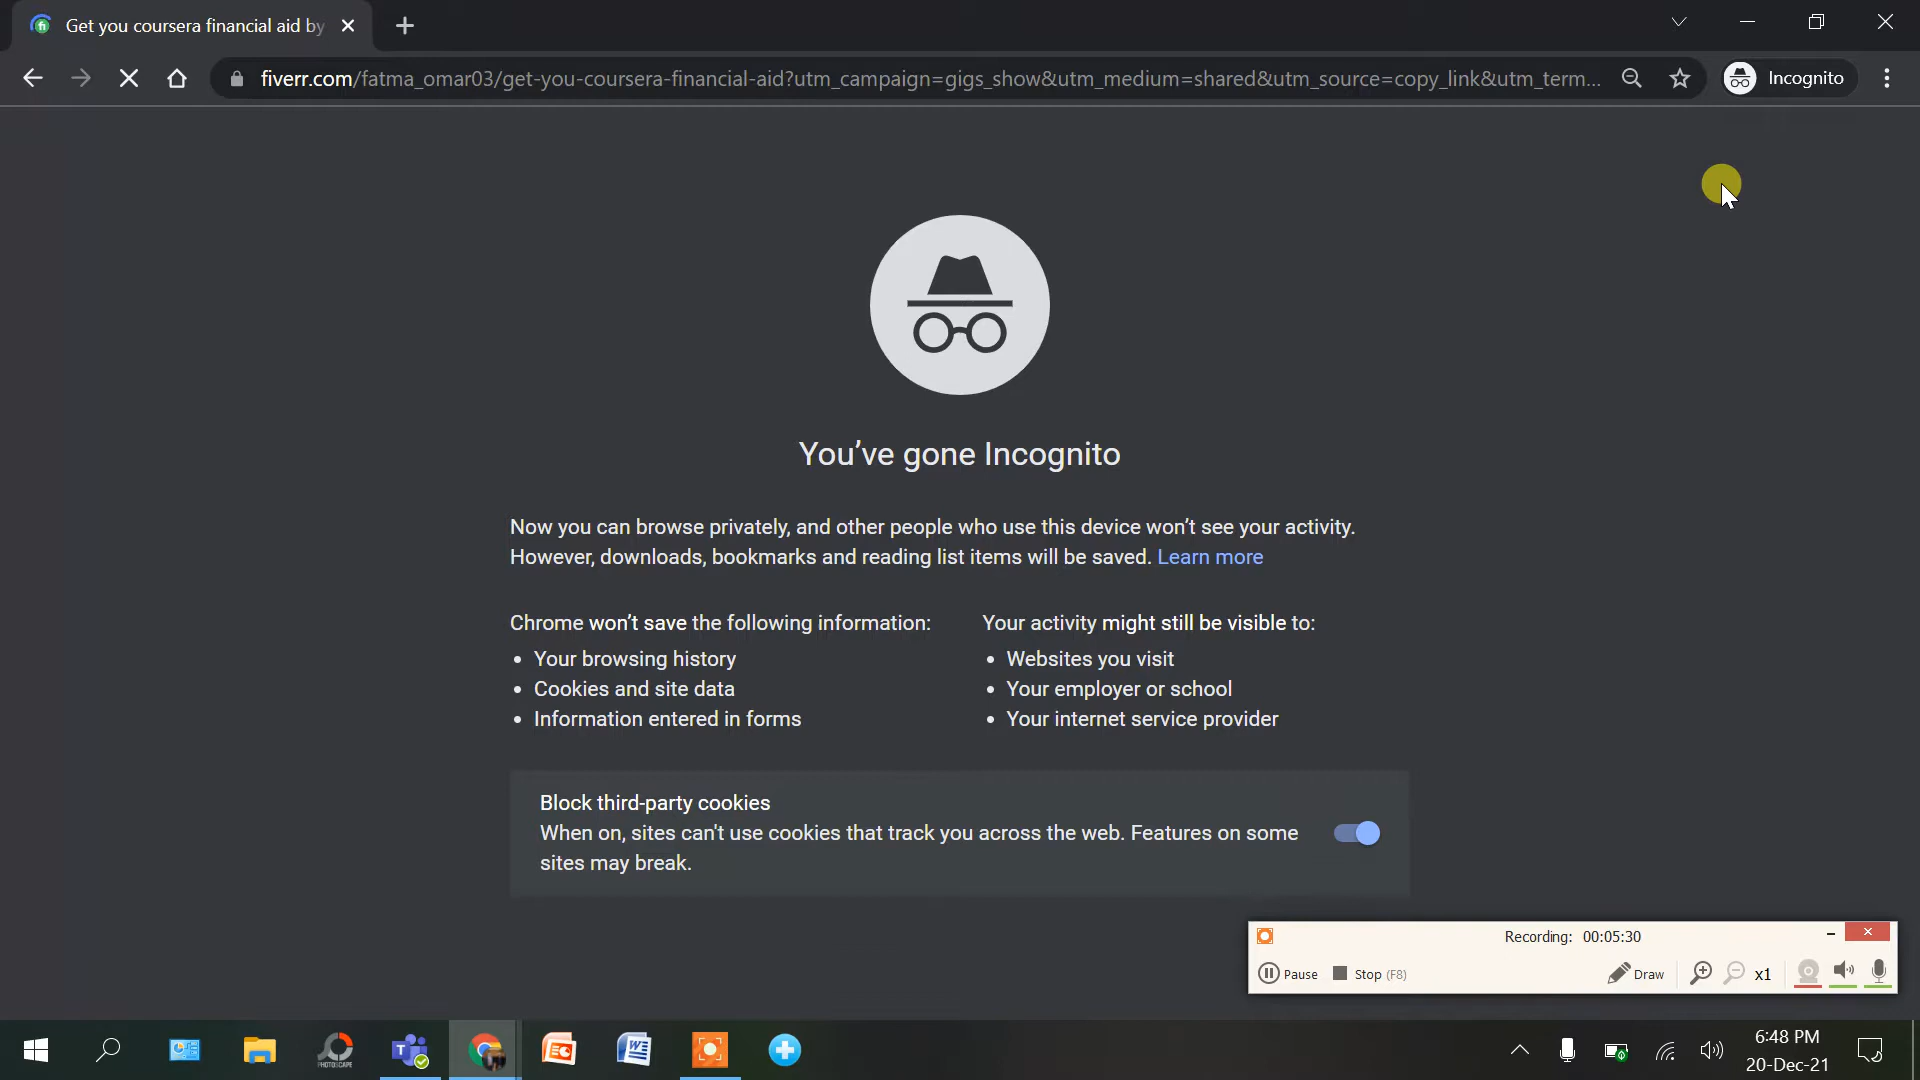 Get you coursera financial aid by
fiverr.com/fatma_omar03/get-you-coursera-financial-aid?utm_campaign=gigs_show&utm_medium=shared&utm_source=copy_link&utm_term...
Incognito
You've gone Incognito
Now you can browse privately, and other people who use this device won't see your activity.
However, downloads, bookmarks and reading list items will be saved. Learn more
Chrome won't save the following information:
• Your browsing history
• Cookies and site data
• Information entered in forms
Your activity might still be visible to:
• Websites you visit
• Your employer or school
• Your internet service provider
Block third-party cookies
When on, sites can't use cookies that track you across the web. Features on some
sites may break.
Recording: 00:05:30
Pause Stop (F8) Draw x1
PHOTOSCAPE
6:48 PM
20-Dec-21